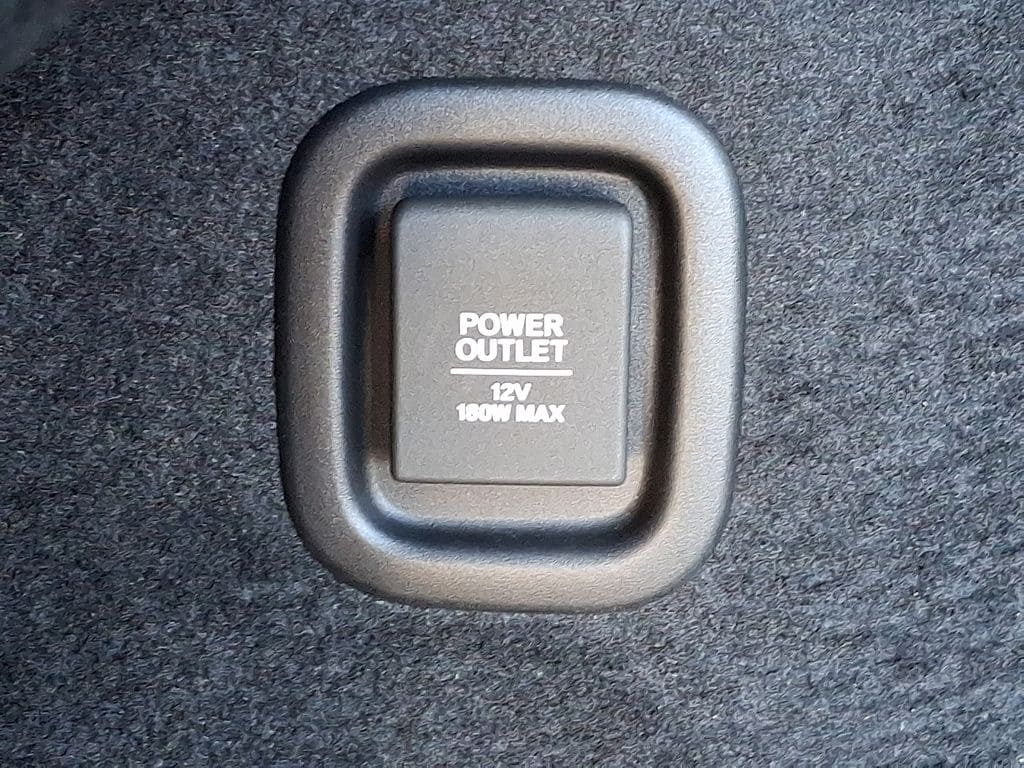 POWER
OUTLET
12V
180W MAX